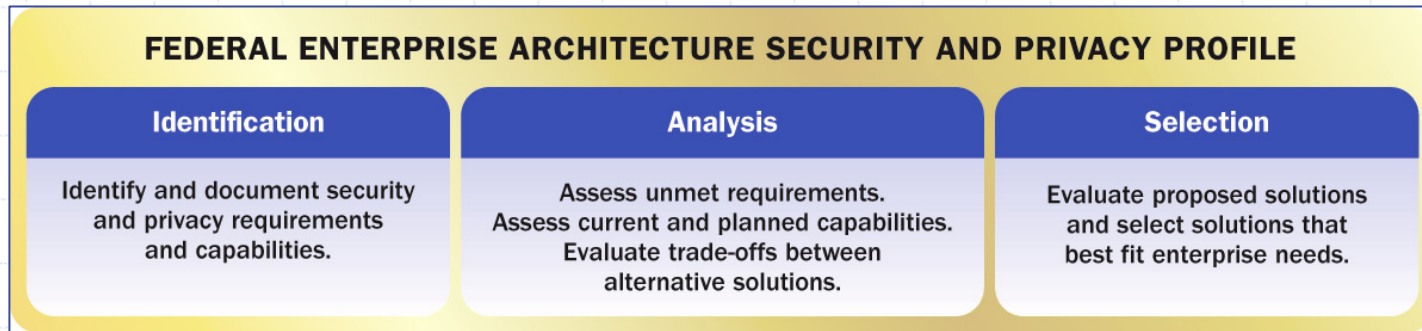 FEDERAL ENTERPRISE ARCHITECTURE SECURITY AND PRIVACY PROFILE
Identification
Identify and document security
and privacy requirements
and capabilities.
Analysis
Assess unmet requirements.
Assess current and planned capabilities.
Evaluate trade-offs between
alternative solutions.
Selection
Evaluate proposed solutions
and select solutions that
best fit enterprise needs.